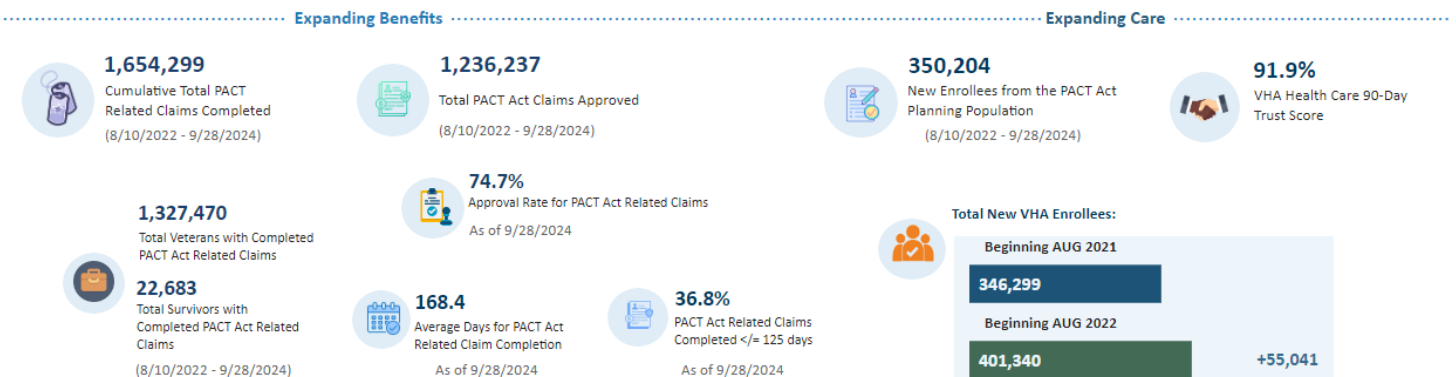 Expanding Benefits
Expanding Care
1,654,299
Cumulative Total PACT
Related Claims Completed
(8/10/2022 - 9/28/2024)
1,236,237
Total PACT Act Claims Approved
(8/10/2022 - 9/28/2024)
350,204
New Enrollees from the PACT Act
Planning Population
(8/10/2022 - 9/28/2024)
91.9%
VHA Health Care 90-Day
Trust Score
74.7%
Approval Rate for PACT Act Related Claims
As of 9/28/2024
1,327,470
Total Veterans with Completed
PACT Act Related Claims
22,683
Total Survivors with
Completed PACT Act Related
Claims
(8/10/2022 - 9/28/2024)
168.4
Average Days for PACT Act
Related Claim Completion
As of 9/28/2024
36.8%
PACT Act Related Claims
Completed </= 125 days
As of 9/28/2024
Total New VHA Enrollees:
Beginning AUG 2021
346,299
Beginning AUG 2022
401,340
+55,041